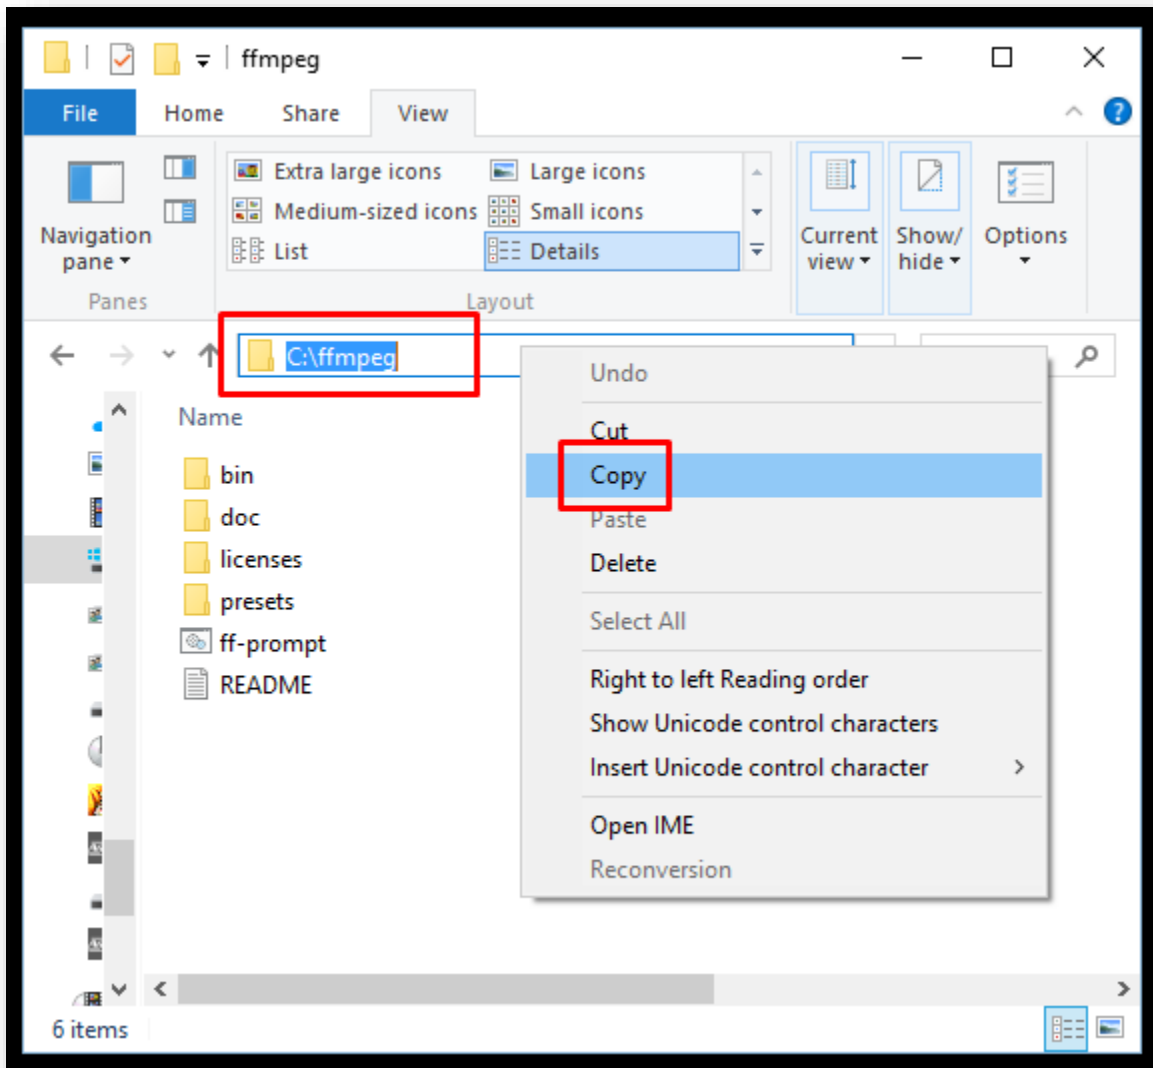 ffmpeg
File Home Share View
Extra large icons Large icons
Medium-sized icons Small icons
List Details
Navigation pane
Current view
Show/ hide
Options
Panes
Layout
C:\ffmpeg
Name
bin
doc
licenses
presets
ff-prompt
README
Undo
Cut
Copy
Paste
Delete
Select All
Right to left Reading order
Show Unicode control characters
Insert Unicode control character
Open IME
Reconversion
6 items